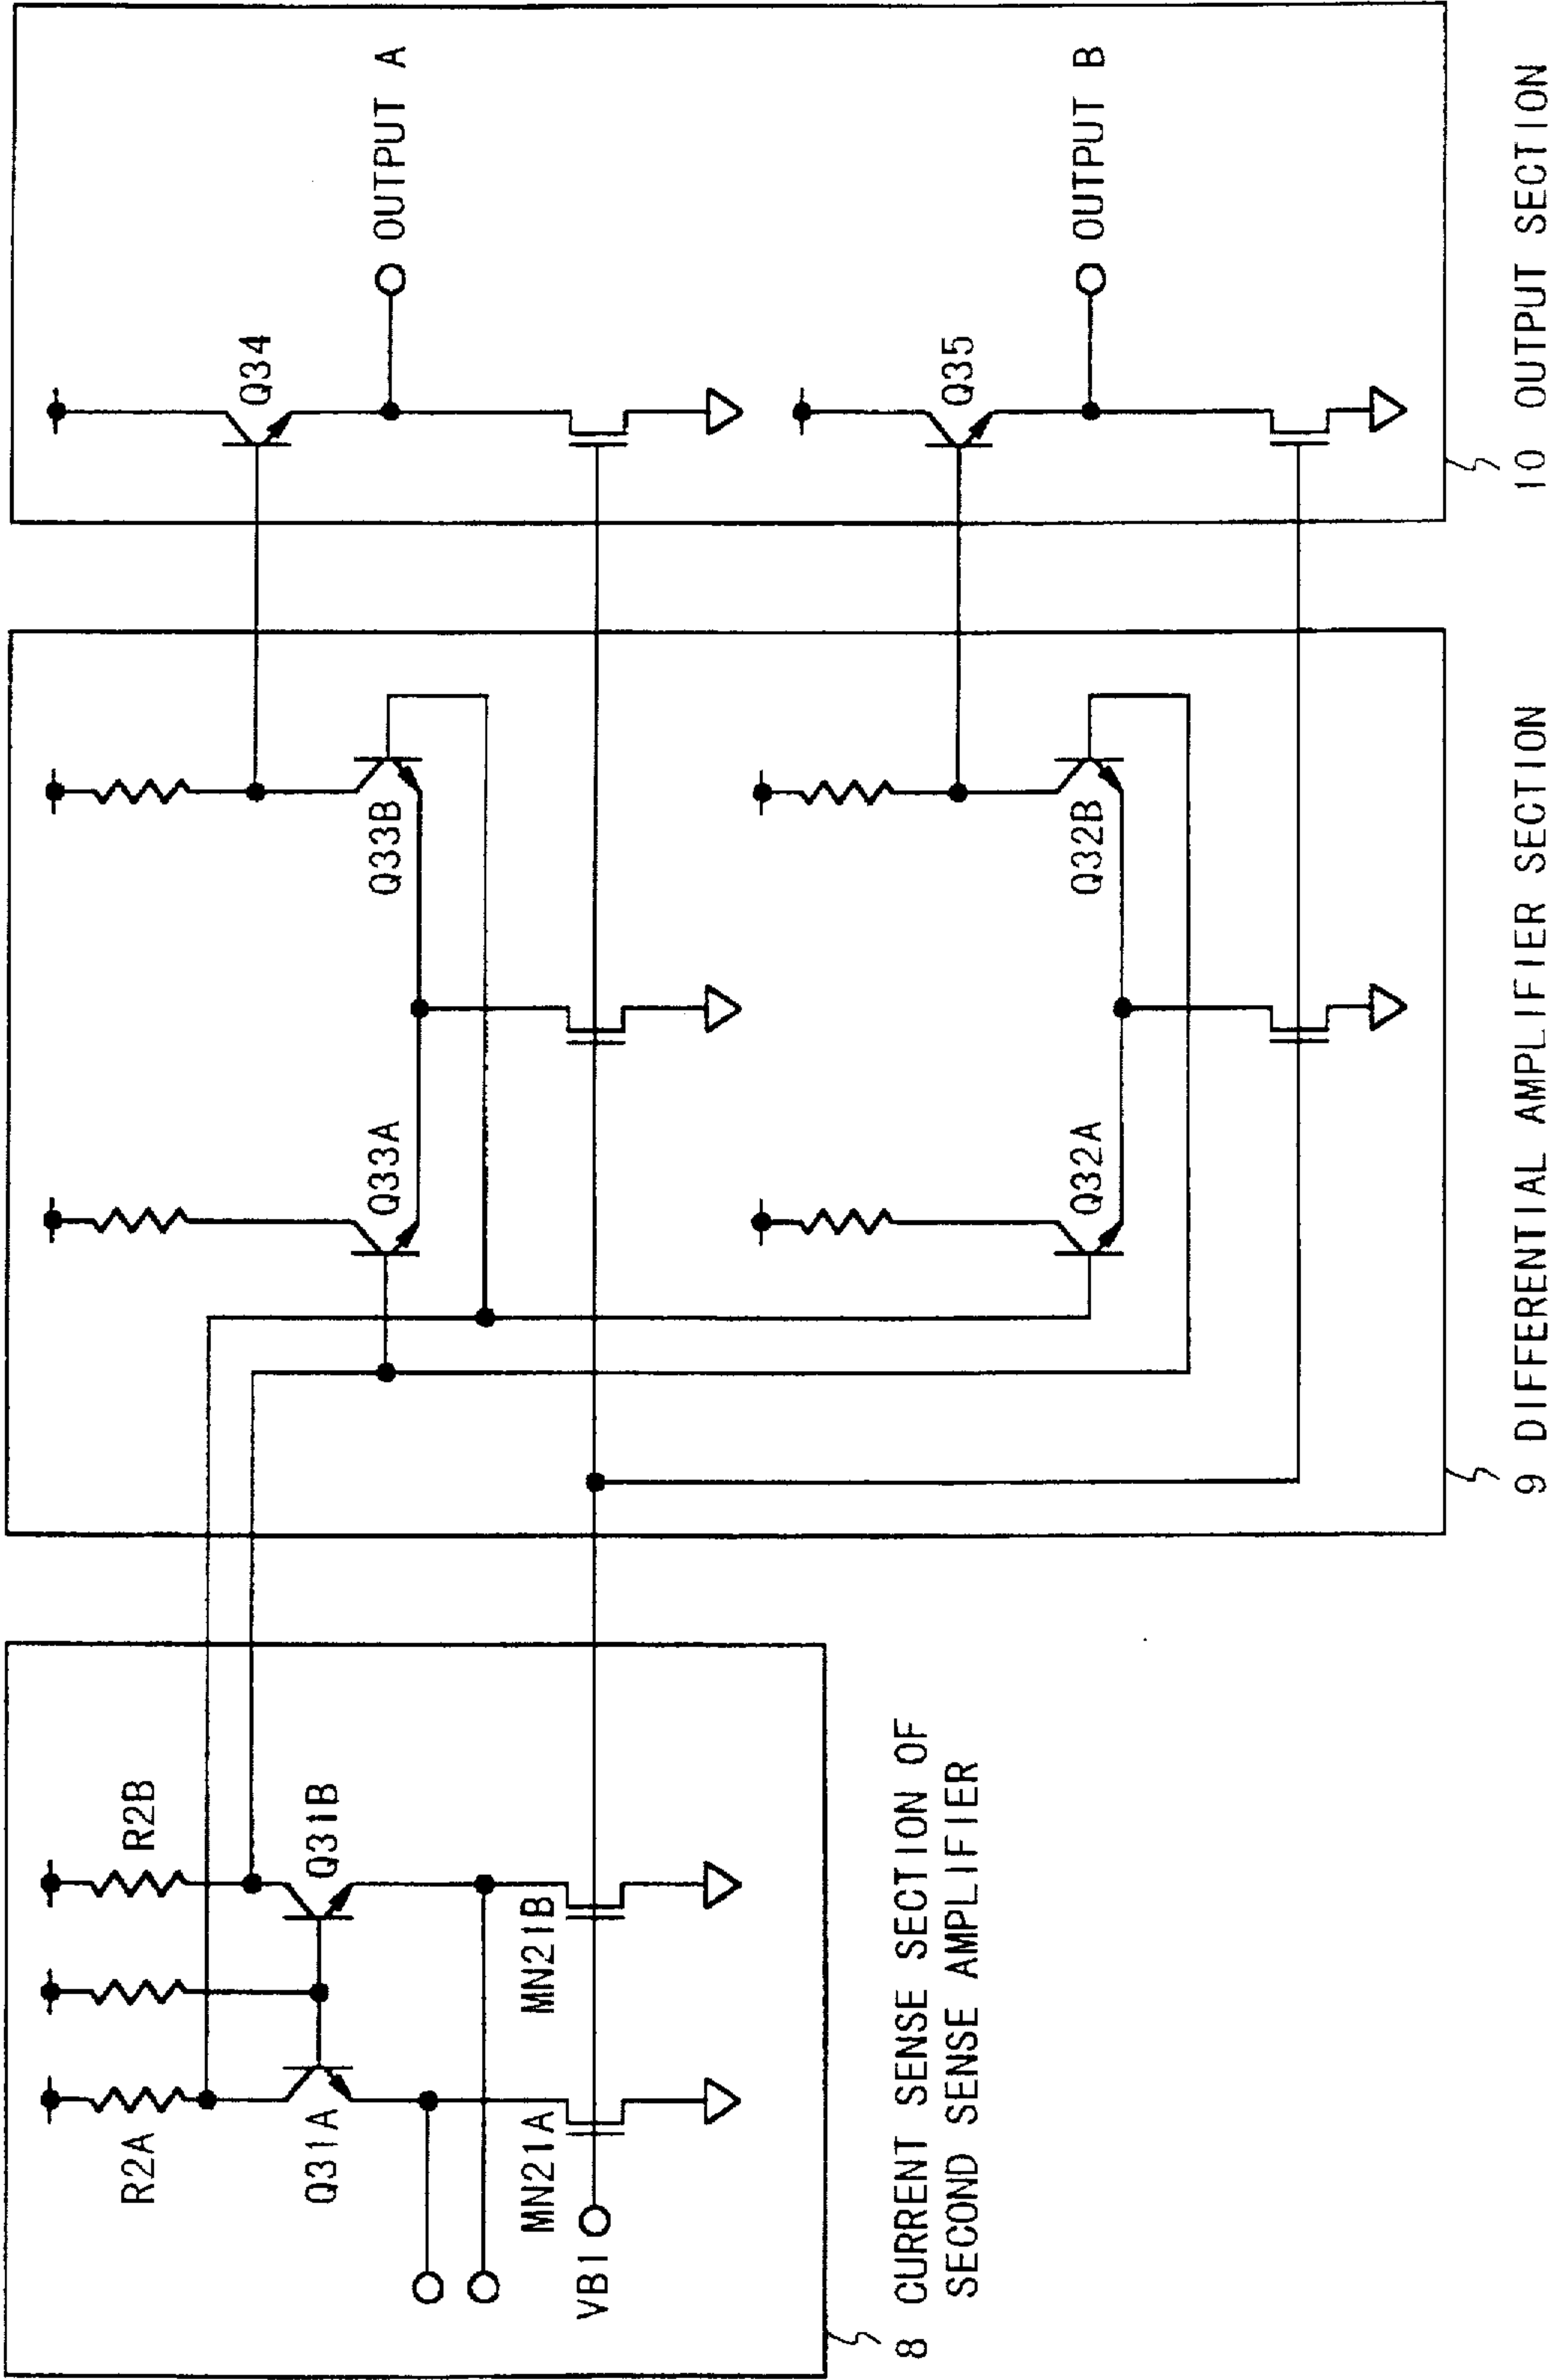 R2A
R2B
Q31A
Q31B
MN21A
MN21B
VB1
8 CURRENT SENSE SECTION OF
SECOND SENSE AMPLIFIER
Q33A
Q33B
Q32A
Q32B
9 DIFFERENTIAL AMPLIFIER SECTION
Q34
OUTPUT A
Q35
OUTPUT B
10 OUTPUT SECTION